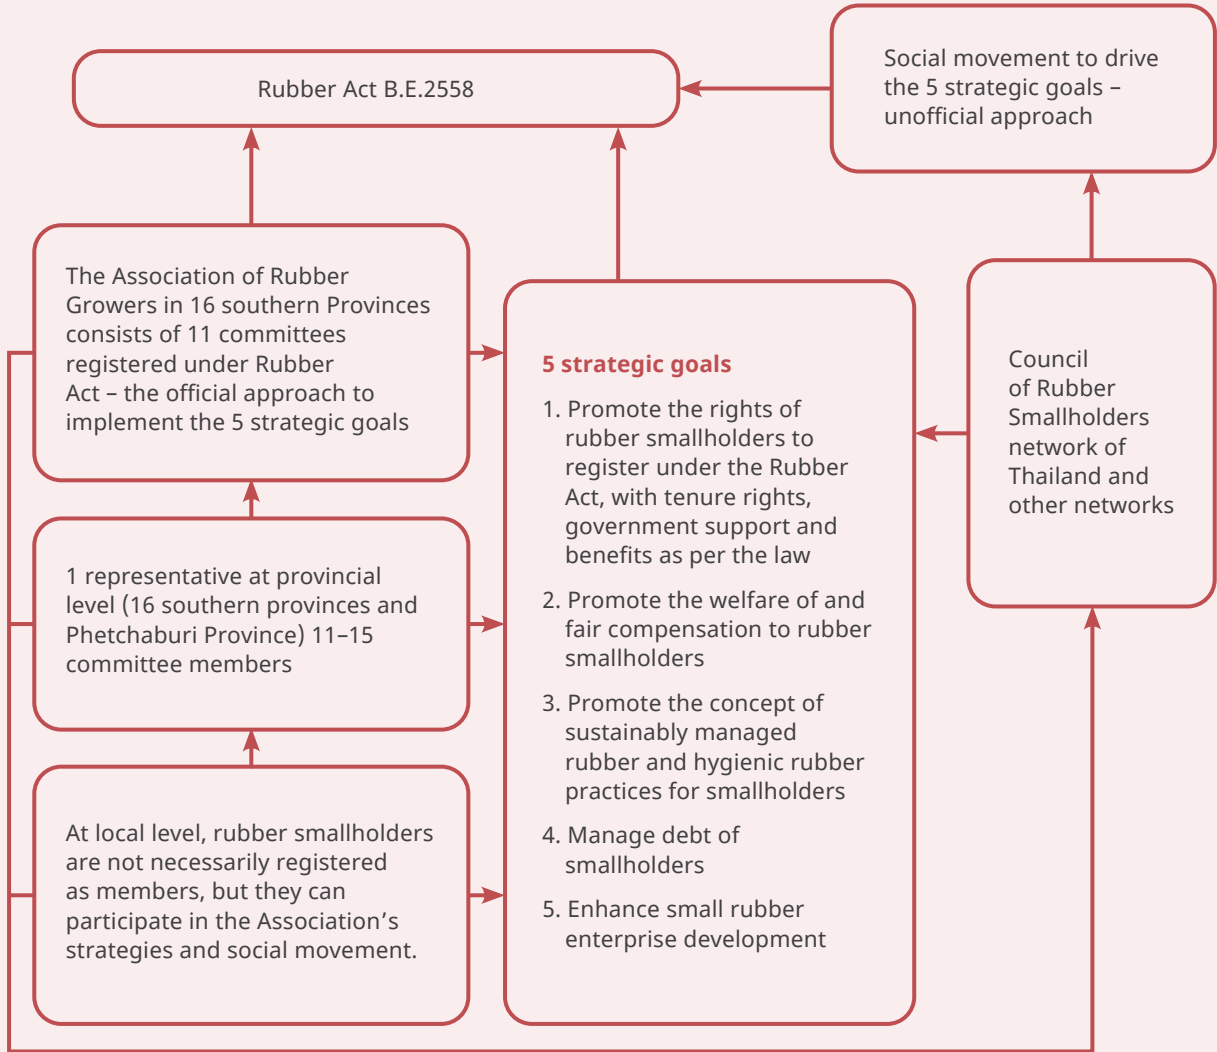 Rubber Act B.E.2558
Social movement to drive
the 5 strategic goals –
unofficial approach
The Association of Rubber
Growers in 16 southern Provinces
consists of 11 committees
registered under Rubber
Act – the official approach to
implement the 5 strategic goals
1 representative at provincial
level (16 southern provinces and
Phetchaburi Province) 11–15
committee members
At local level, rubber smallholders
are not necessarily registered
as members, but they can
participate in the Association’s
strategies and social movement.
5 strategic goals
1. Promote the rights of
rubber smallholders to
register under the Rubber
Act, with tenure rights,
government support and
benefits as per the law
2. Promote the welfare of and
fair compensation to rubber
smallholders
3. Promote the concept of
sustainably managed
rubber and hygienic rubber
practices for smallholders
4. Manage debt of
smallholders
5. Enhance small rubber
enterprise development
Council
of Rubber
Smallholders
network of
Thailand and
other networks